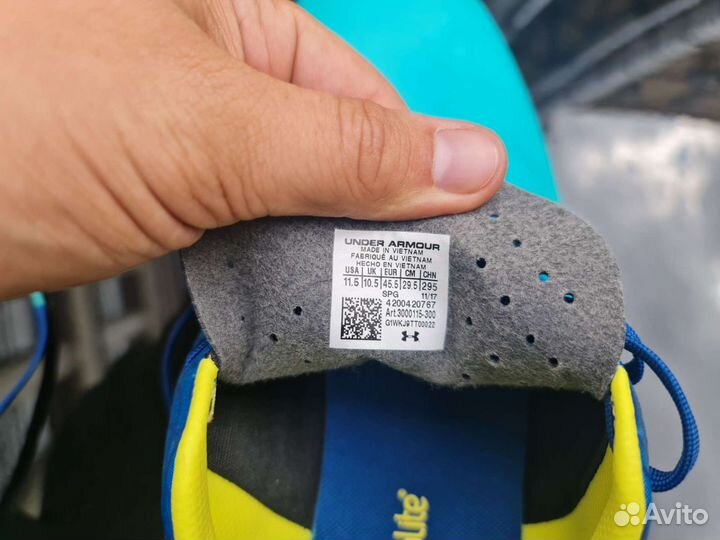 UNDER ARMOUR
MADE IN VIETNAM
FABRIQUÉ AU VIETNAM
HECHO EN VIETNAM
USA UK EUR CM CHN
11.5 10.5 45.5 29.5 295
SPG 11/17
4200420767
Art.3000115-300
G1WKJ9TT00022
Lite®
Avito